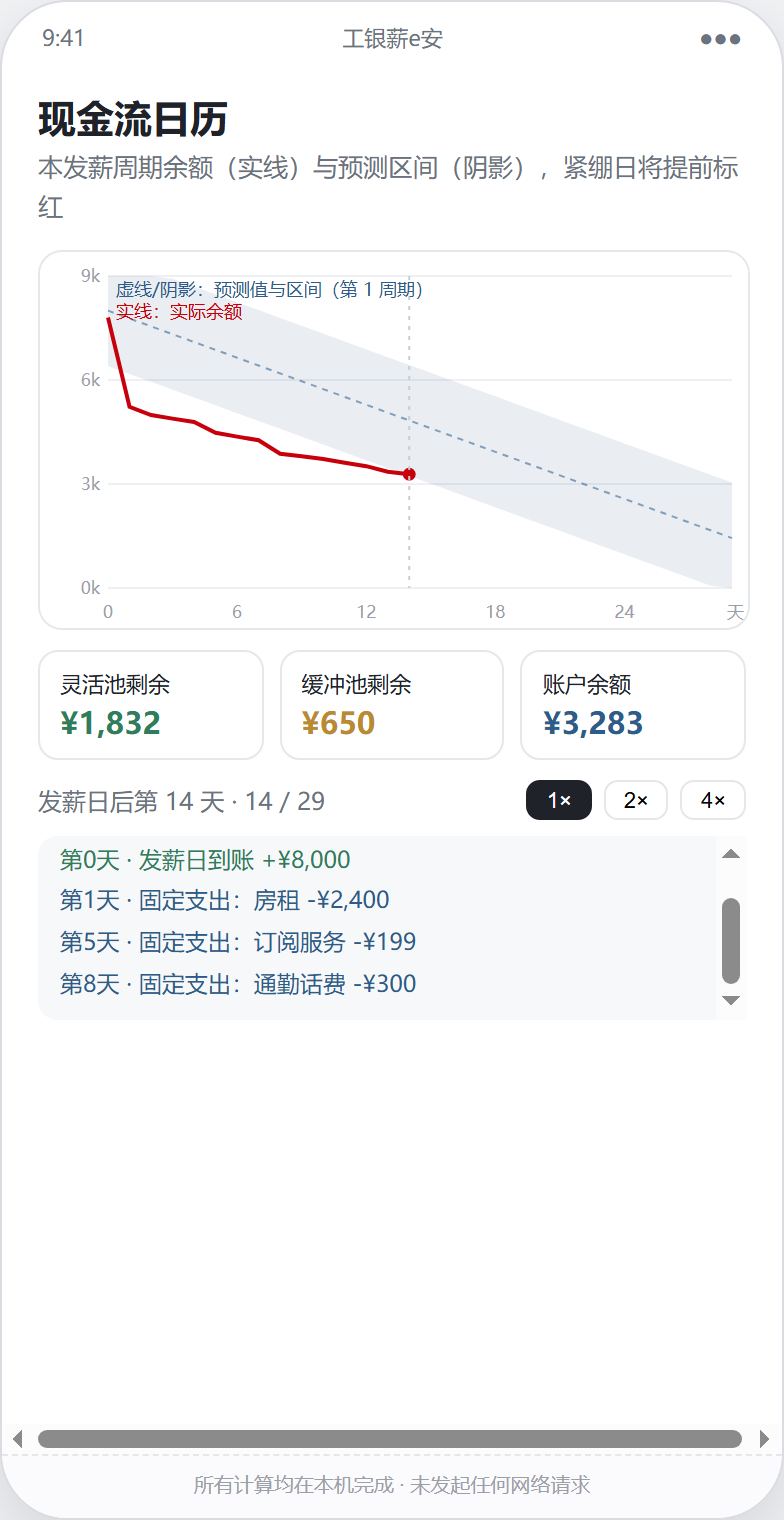 9:41 工银薪e安
现金流日历
本发薪周期余额（实线）与预测区间（阴影），紧绷日将提前标
红
9k
虚线/阴影：预测值与区间（第 1 周期）
实线：实际余额
6k
3k
0k
0 6 12 18 24 天
灵活池剩余 缓冲池剩余 账户余额
¥1,832 ¥650 ¥3,283
发薪日后第 14 天 · 14 / 29 1× 2× 4×
第0天 · 发薪日到账 +¥8,000
第1天 · 固定支出：房租 -¥2,400
第5天 · 固定支出：订阅服务 -¥199
第8天 · 固定支出：通勤话费 -¥300
所有计算均在本机完成 · 未发起任何网络请求